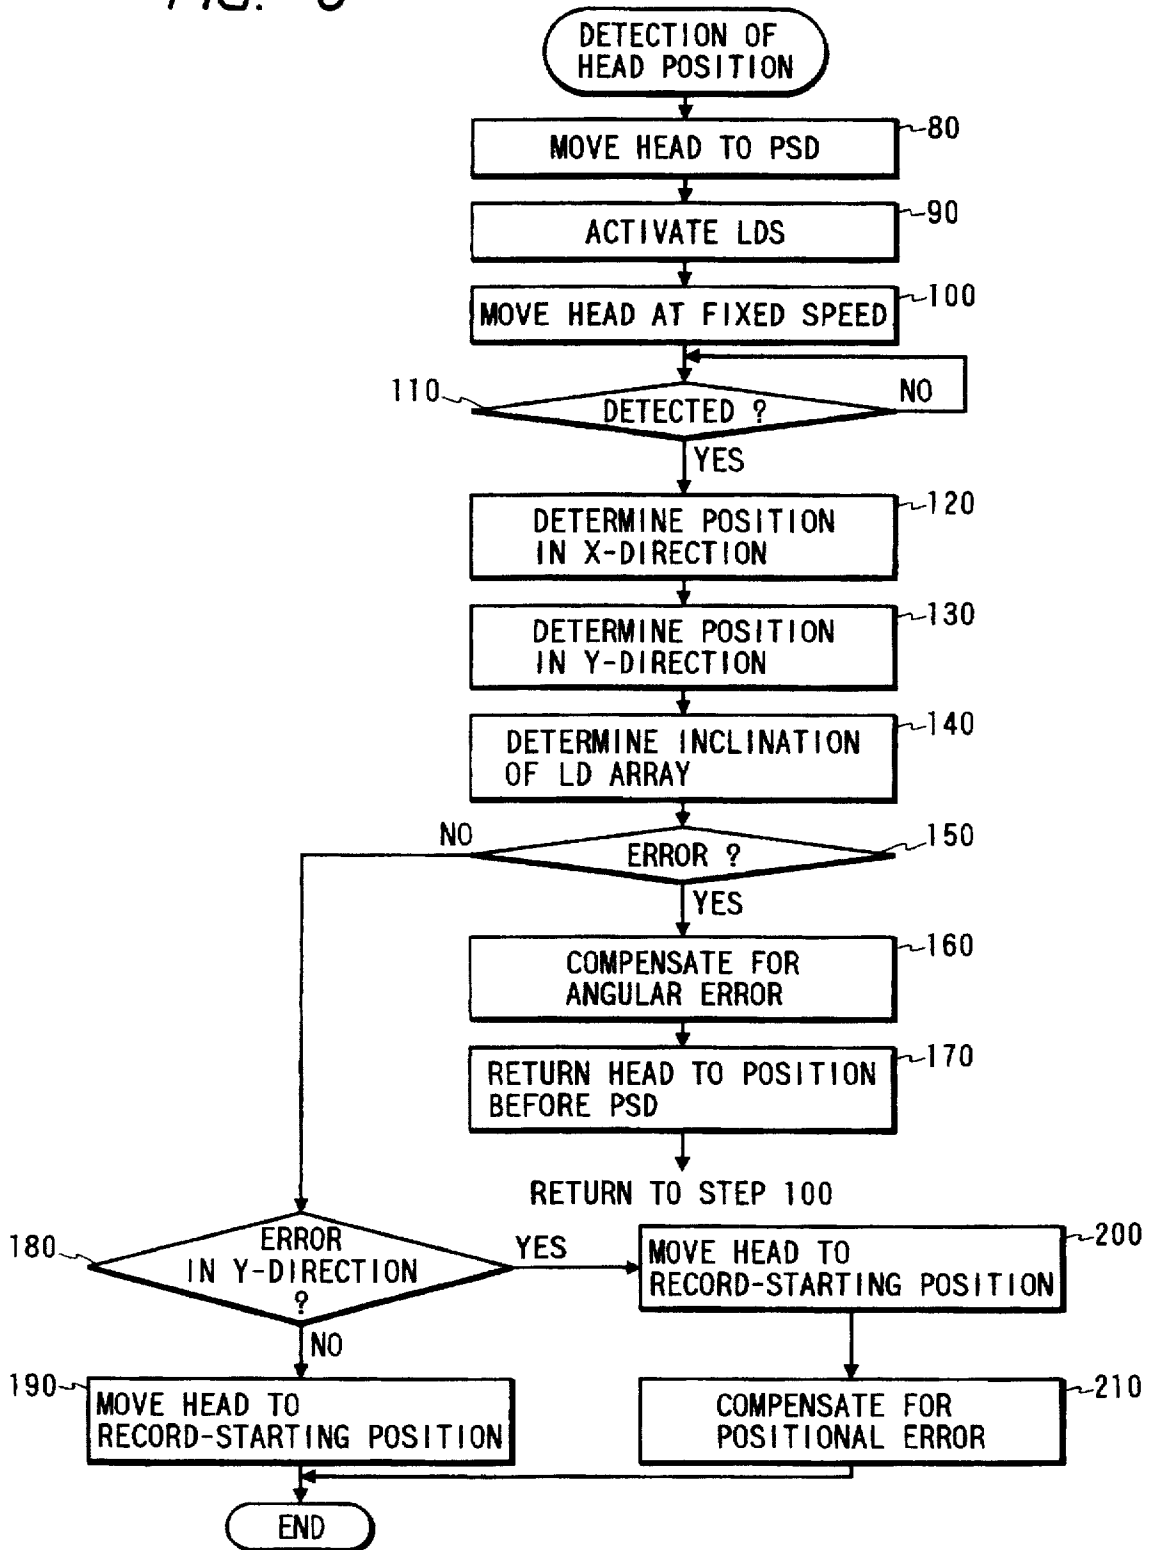 DETECTION OF
HEAD POSITION
80
MOVE HEAD TO PSD
90
ACTIVATE LDS
100
MOVE HEAD AT FIXED SPEED
110
DETECTED ?
NO
YES
120
DETERMINE POSITION
IN X-DIRECTION
130
DETERMINE POSITION
IN Y-DIRECTION
140
DETERMINE INCLINATION
OF LD ARRAY
NO
150
ERROR ?
YES
160
COMPENSATE FOR
ANGULAR ERROR
170
RETURN HEAD TO POSITION
BEFORE PSD
RETURN TO STEP 100
180
ERROR
IN Y-DIRECTION
?
YES
200
MOVE HEAD TO
RECORD-STARTING POSITION
NO
190
MOVE HEAD TO
RECORD-STARTING POSITION
210
COMPENSATE FOR
POSITIONAL ERROR
END